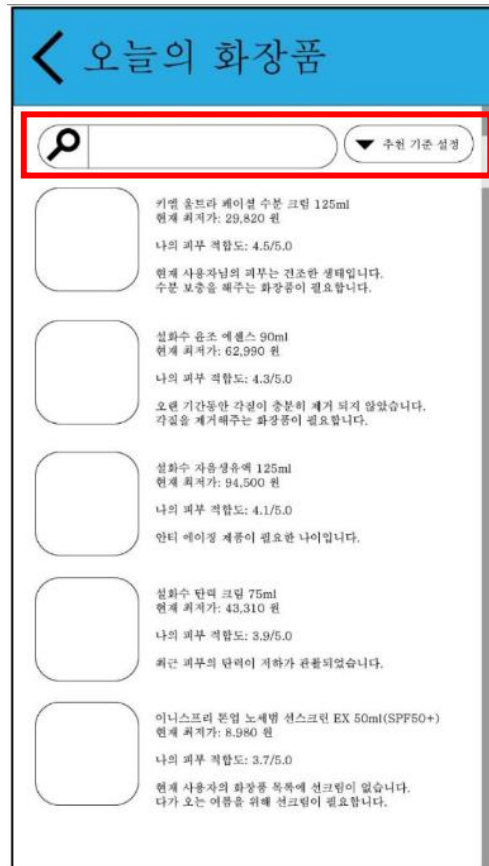 오늘의 화장품
추천 기준 설정
키엘 울트라 페이셜 수분 크림 125ml
현재 최저가: 29,820 원
나의 피부 적합도: 4.5/5.0
현재 사용자님의 피부는 건조한 상태입니다.
수분 보충을 해주는 화장품이 필요합니다.
설화수 윤조 에센스 90ml
현재 최저가: 62,990 원
나의 피부 적합도: 4.3/5.0
오랜 기간동안 각질이 충분히 제거 되지 않았습니다.
각질을 제거해주는 화장품이 필요합니다.
설화수 자음생유액 125ml
현재 최저가: 94,500 원
나의 피부 적합도: 4.1/5.0
안티 에이징 제품이 필요한 나이입니다.
설화수 탄력 크림 75ml
현재 최저가: 43,310 원
나의 피부 적합도: 3.9/5.0
최근 피부의 탄력이 저하가 관찰되었습니다.
이니스프리 톤업 노세범 선스크린 EX 50ml(SPF50+)
현재 최저가: 8.980 원
나의 피부 적합도: 3.7/5.0
현재 사용자의 화장품 목록에 선크림이 없습니다.
다가 오는 여름을 위해 선크림이 필요합니다.